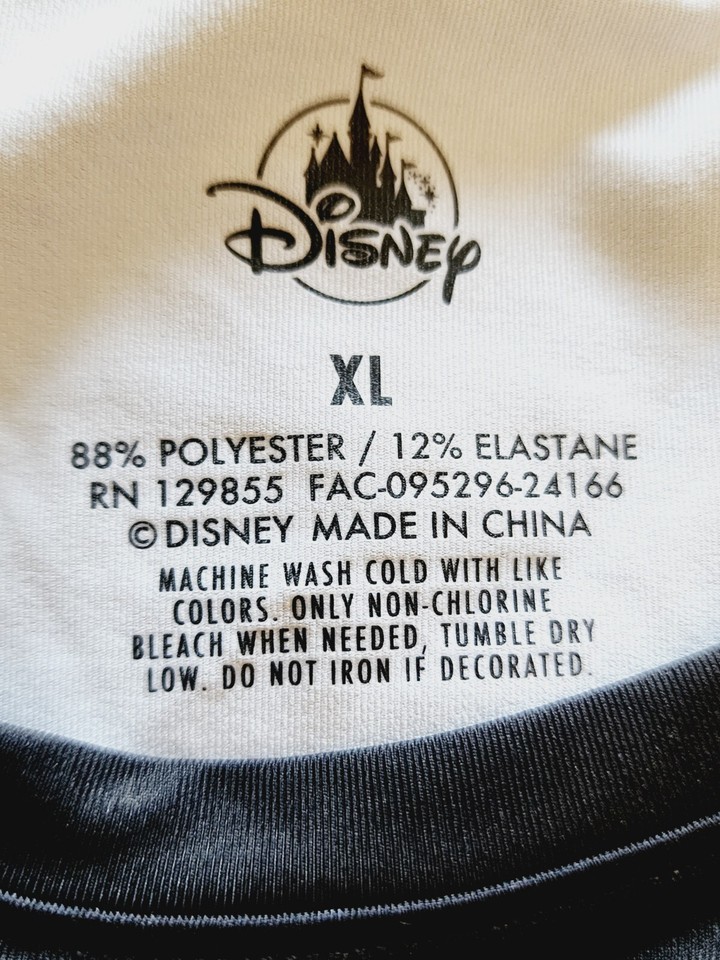 Disney
XL
88% POLYESTER / 12% ELASTANE
RN 129855 FAC-095296-24166
©DISNEY MADE IN CHINA
MACHINE WASH COLD WITH LIKE
COLORS. ONLY NON-CHLORINE
BLEACH WHEN NEEDED, TUMBLE DRY
LOW. DO NOT IRON IF DECORATED.